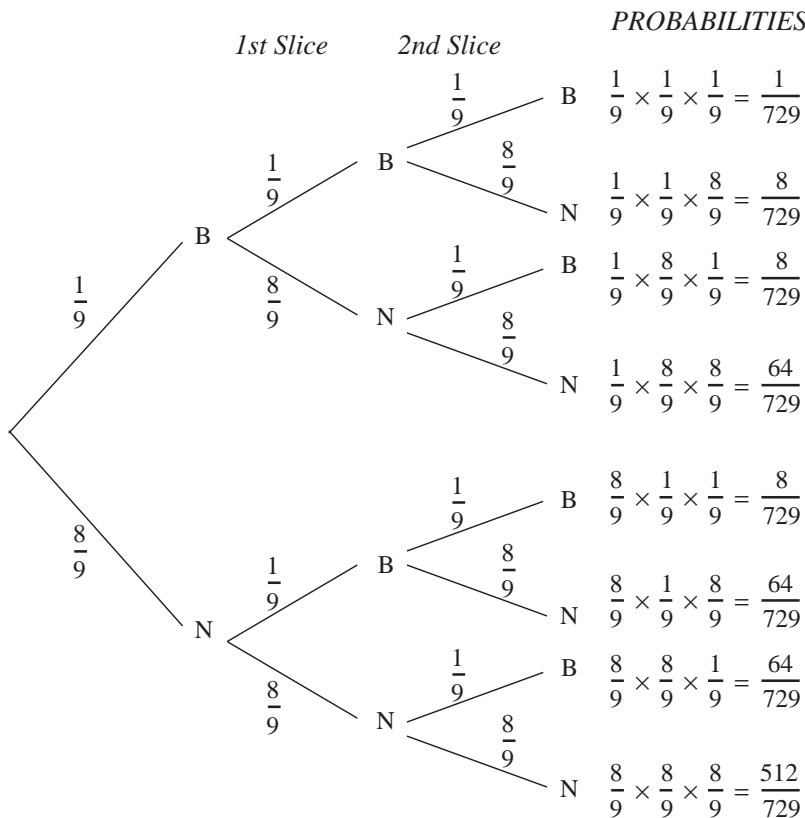 PROBABILITIES
1st Slice 2nd Slice
1/9 B 1/9 × 1/9 × 1/9 = 1/729
1/9 B
8/9 N 1/9 × 1/9 × 8/9 = 8/729
B
1/9 8/9 1/9 B 1/9 × 8/9 × 1/9 = 8/729
N
8/9 N 1/9 × 8/9 × 8/9 = 64/729
1/9 B 8/9 × 1/9 × 1/9 = 8/729
8/9 1/9 B
8/9 N 8/9 × 1/9 × 8/9 = 64/729
N
8/9 1/9 B 8/9 × 8/9 × 1/9 = 64/729
N
8/9 N 8/9 × 8/9 × 8/9 = 512/729